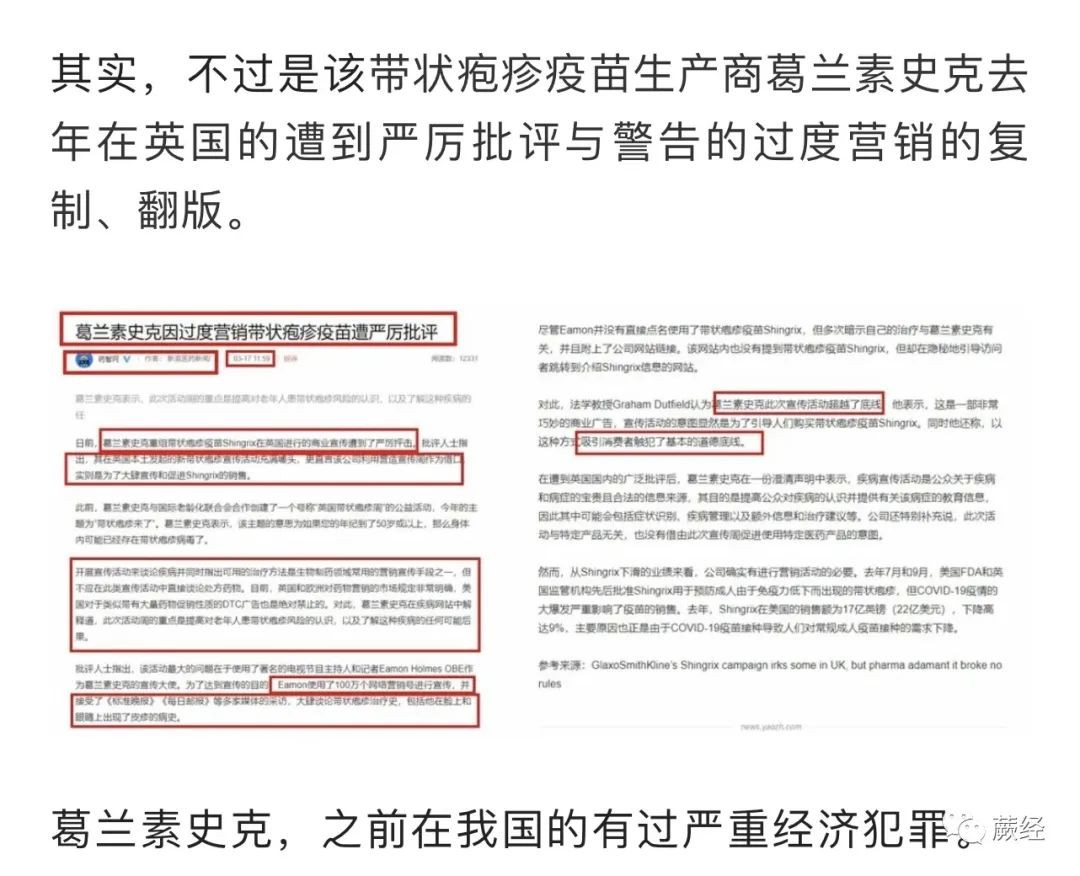 其实，不过是该带状疱疹疫苗生产商葛兰素史克去
年在英国的遭到严厉批评与警告的过度营销的复
制、翻版。
葛兰素史克因过度营销带状疱疹疫苗遭严厉批评
药智网 作者：新浪医药新闻 03-17 11:59 投诉 阅读数：12331
葛兰素史克表示，此次活动周的重点是提高对老年人患带状疱疹风险的认识，以及了解这种疾病的
任
日前，葛兰素史克重组带状疱疹疫苗Shingrix在英国进行的商业宣传遭到了严厉抨击。批评人士指
出，其在英国本土发起的新带状疱疹宣传活动充满噱头，更直言该公司利用营造宣传周作为借口，
实则是为了大肆宣传和促进Shingrix的销售。
此前，葛兰素史克与国际老龄化联合会合作创建了一个号称“英国带状疱疹周”的公益活动，今年的主
题为“带状疱疹来了”。葛兰素史克表示，该主题的意思为如果您的年纪到了50岁或以上，那么身体
内可能已经存在带状疱疹病毒了。
开展宣传活动来谈论疾病并同时指出可用的治疗方法是生物制药领域常用的营销宣传手段之一，但
不应在此类宣传活动中直接谈论处方药物。目前，英国和欧洲对药物营销的市场规定非常明确，美
国对于类似带有大量药物促销性质的DTC广告也是绝对禁止的。对此，葛兰素史克在疾病网站中解
释道，此次活动周的重点是提高对老年人患带状疱疹风险的认识，以及了解这种疾病的任何可能后
果。
批评人士指出，该活动最大的问题在于使用了著名的电视节目主持人和记者Eamon Holmes OBE作
为葛兰素史克的宣传大使。为了达到宣传的目的，Eamon使用了100万个网络营销号进行宣传，并
接受了《标准晚报》《每日邮报》等多家媒体的采访，大肆谈论带状疱疹治疗史，包括他在脸上和
眼睛上出现了皮疹的病史。
尽管Eamon并没有直接点名使用了带状疱疹疫苗Shingrix，但多次暗示自己的治疗与葛兰素史克有
关，并且附上了公司网站链接。该网站内也没有提到带状疱疹疫苗Shingrix，但却在隐秘地引导访问
者跳转到介绍Shingrix信息的网站。
对此，法学教授Graham Dutfield认为葛兰素史克此次宣传活动超越了底线。他表示，这是一部非常
巧妙的商业广告，宣传活动的意图显然是为了引导人们购买带状疱疹疫苗Shingrix。同时他还称，以
这种方式吸引消费者触犯了基本的道德底线。
在遭到英国国内的广泛批评后，葛兰素史克在一份澄清声明中表示，疾病宣传活动是公众关于疾病
和病症的宝贵且合法的信息来源，其目的是提高公众对疾病的认识并提供有关该病症的教育信息，
因此其中可能会包括症状识别、疾病管理以及额外信息和治疗建议等。公司还特别补充说，此次活
动与特定产品无关，也没有借由此次宣传周促进使用特定医药产品的意图。
然而，从Shingrix下滑的业绩来看，公司确实有进行营销活动的必要。去年7月和9月，美国FDA和英
国监管机构先后批准Shingrix用于预防成人由于免疫力低下而出现的带状疱疹，但COVID-19疫情的
大爆发严重影响了疫苗的销售。去年，Shingrix在美国的销售额为17亿英镑（22亿美元），下降高
达9%，主要原因也正是由于COVID-19疫苗接种导致人们对常规成人疫苗接种的需求下降。
参考来源：GlaxoSmithKline's Shingrix campaign irks some in UK, but pharma adamant it broke no
rules
news.yaozh.com
葛兰素史克，之前在我国的有过严重经济犯罪。
蕨经